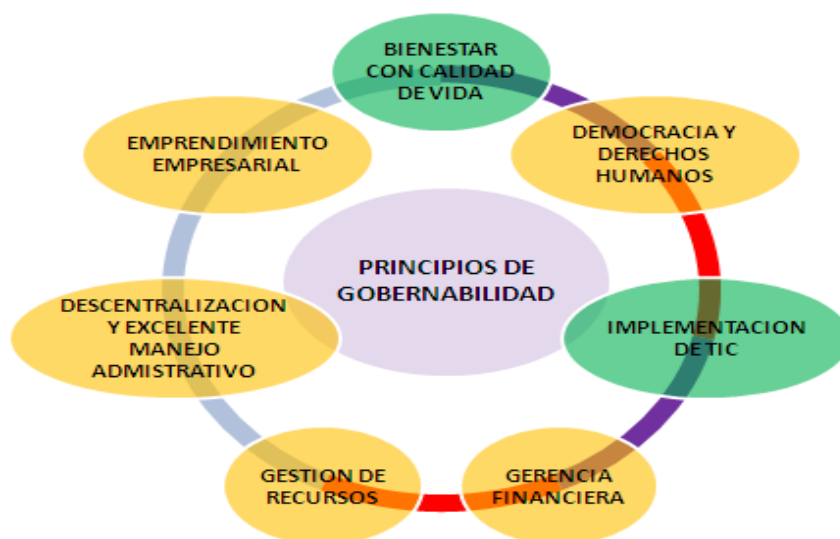 BIENESTAR
CON CALIDAD
DE VIDA
DEMOCRACIA Y
DERECHOS
HUMANOS
EMPRENDIMIENTO
EMPRESARIAL
PRINCIPIOS DE
GOBERNABILIDAD
DESCENTRALIZACION
Y EXCELENTE
MANEJO
ADMISTRATIVO
IMPLEMENTACION
DE TIC
GESTION DE
RECURSOS
GERENCIA
FINANCIERA